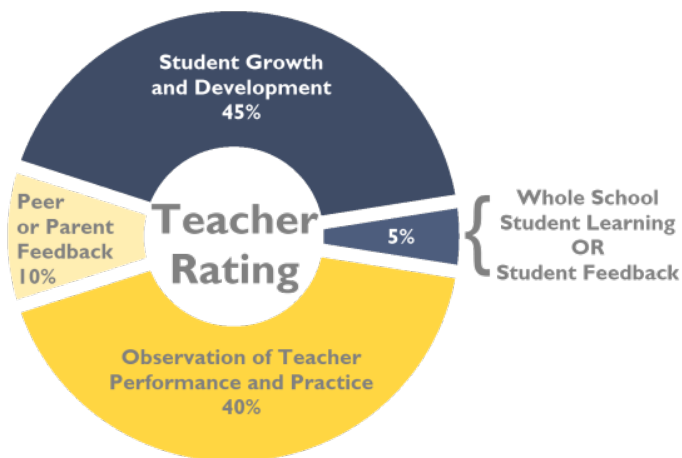 Student Growth
and Development
45%
Peer
or Parent
Feedback
10%
Teacher
Rating
5%
Whole School
Student Learning
OR
Student Feedback
Observation of Teacher
Performance and Practice
40%